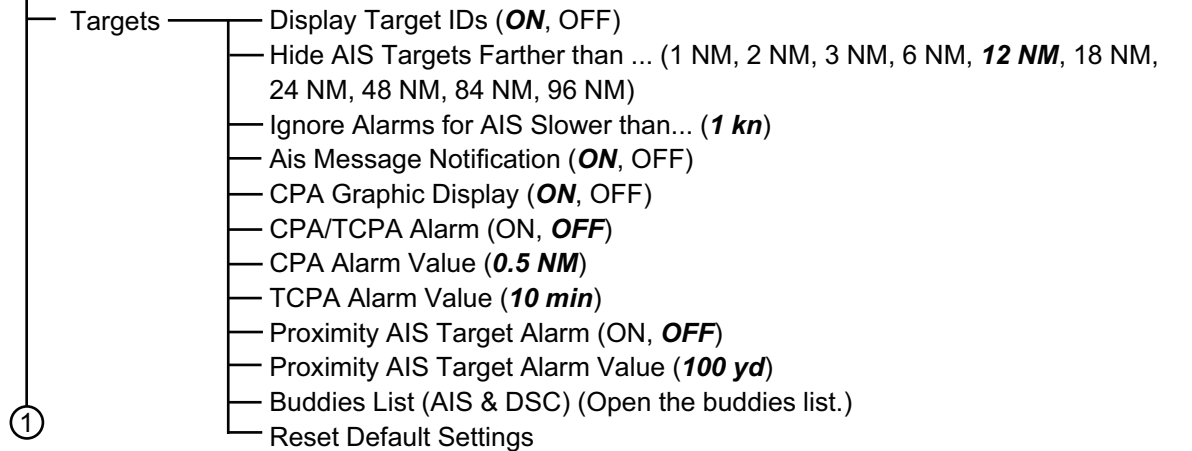 Targets
Display Target IDs (ON, OFF)
Hide AIS Targets Farther than ... (1 NM, 2 NM, 3 NM, 6 NM, 12 NM, 18 NM,
24 NM, 48 NM, 84 NM, 96 NM)
Ignore Alarms for AIS Slower than... (1 kn)
Ais Message Notification (ON, OFF)
CPA Graphic Display (ON, OFF)
CPA/TCPA Alarm (ON, OFF)
CPA Alarm Value (0.5 NM)
TCPA Alarm Value (10 min)
Proximity AIS Target Alarm (ON, OFF)
Proximity AIS Target Alarm Value (100 yd)
Buddies List (AIS & DSC) (Open the buddies list.)
1
Reset Default Settings